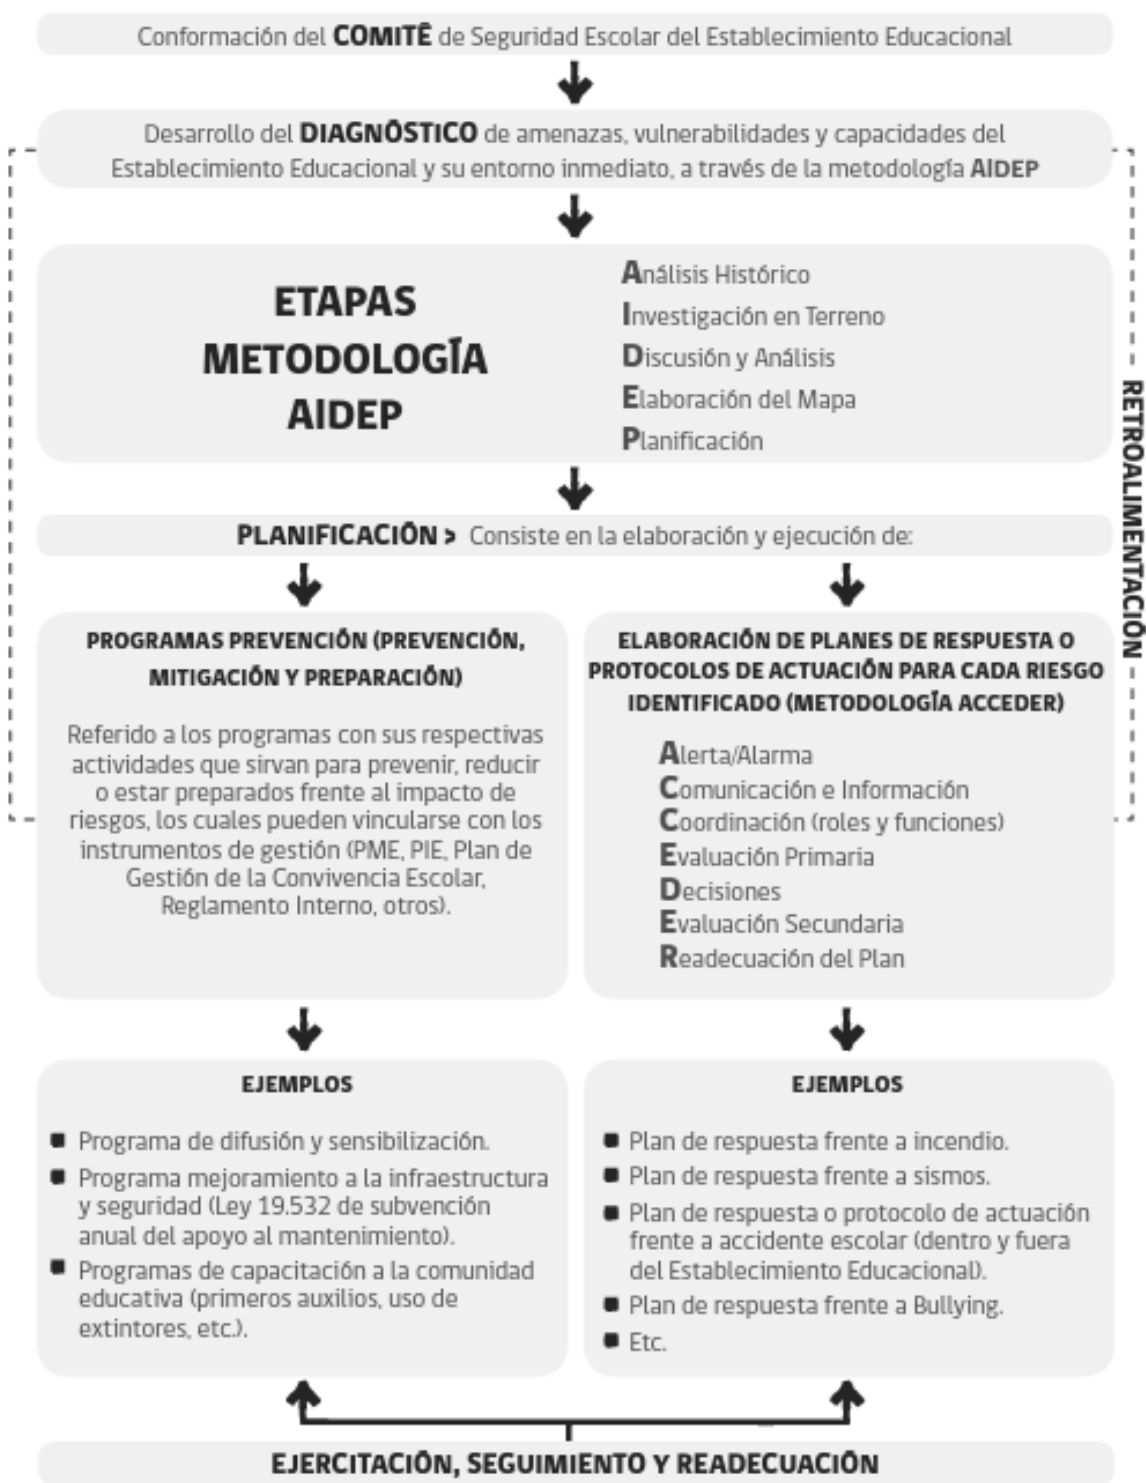 Conformación del COMITÉ de Seguridad Escolar del Establecimiento Educacional
Desarrollo del DIAGNÓSTICO de amenazas, vulnerabilidades y capacidades del
Establecimiento Educacional y su entorno inmediato, a través de la metodología AIDEP
ETAPAS
METODOLOGÍA
AIDEP
Análisis Histórico
Investigación en Terreno
Discusión y Análisis
Elaboración del Mapa
Planificación
RETROALIMENTACIÓN
PLANIFICACIÓN > Consiste en la elaboración y ejecución de:
PROGRAMAS PREVENCIÓN (PREVENCIÓN,
MITIGACIÓN Y PREPARACIÓN)
Referido a los programas con sus respectivas
actividades que sirvan para prevenir, reducir
o estar preparados frente al impacto de
riesgos, los cuales pueden vincularse con los
instrumentos de gestión (PME, PIE, Plan de
Gestión de la Convivencia Escolar,
Reglamento Interno, otros).
ELABORACIÓN DE PLANES DE RESPUESTA O
PROTOCOLOS DE ACTUACIÓN PARA CADA RIESGO
IDENTIFICADO (METODOLOGÍA ACCEDER)
Alerta/Alarma
Comunicación e Información
Coordinación (roles y funciones)
Evaluación Primaria
Decisiones
Evaluación Secundaria
Readecuación del Plan
EJEMPLOS
■ Programa de difusión y sensibilización.
■ Programa mejoramiento a la infraestructura
y seguridad (Ley 19.532 de subvención
anual del apoyo al mantenimiento).
■ Programas de capacitación a la comunidad
educativa (primeros auxilios, uso de
extintores, etc.).
EJEMPLOS
■ Plan de respuesta frente a incendio.
■ Plan de respuesta frente a sismos.
■ Plan de respuesta o protocolo de actuación
frente a accidente escolar (dentro y fuera
del Establecimiento Educacional).
■ Plan de respuesta frente a Bullying.
■ Etc.
EJERCITACIÓN, SEGUIMIENTO Y READECUACIÓN